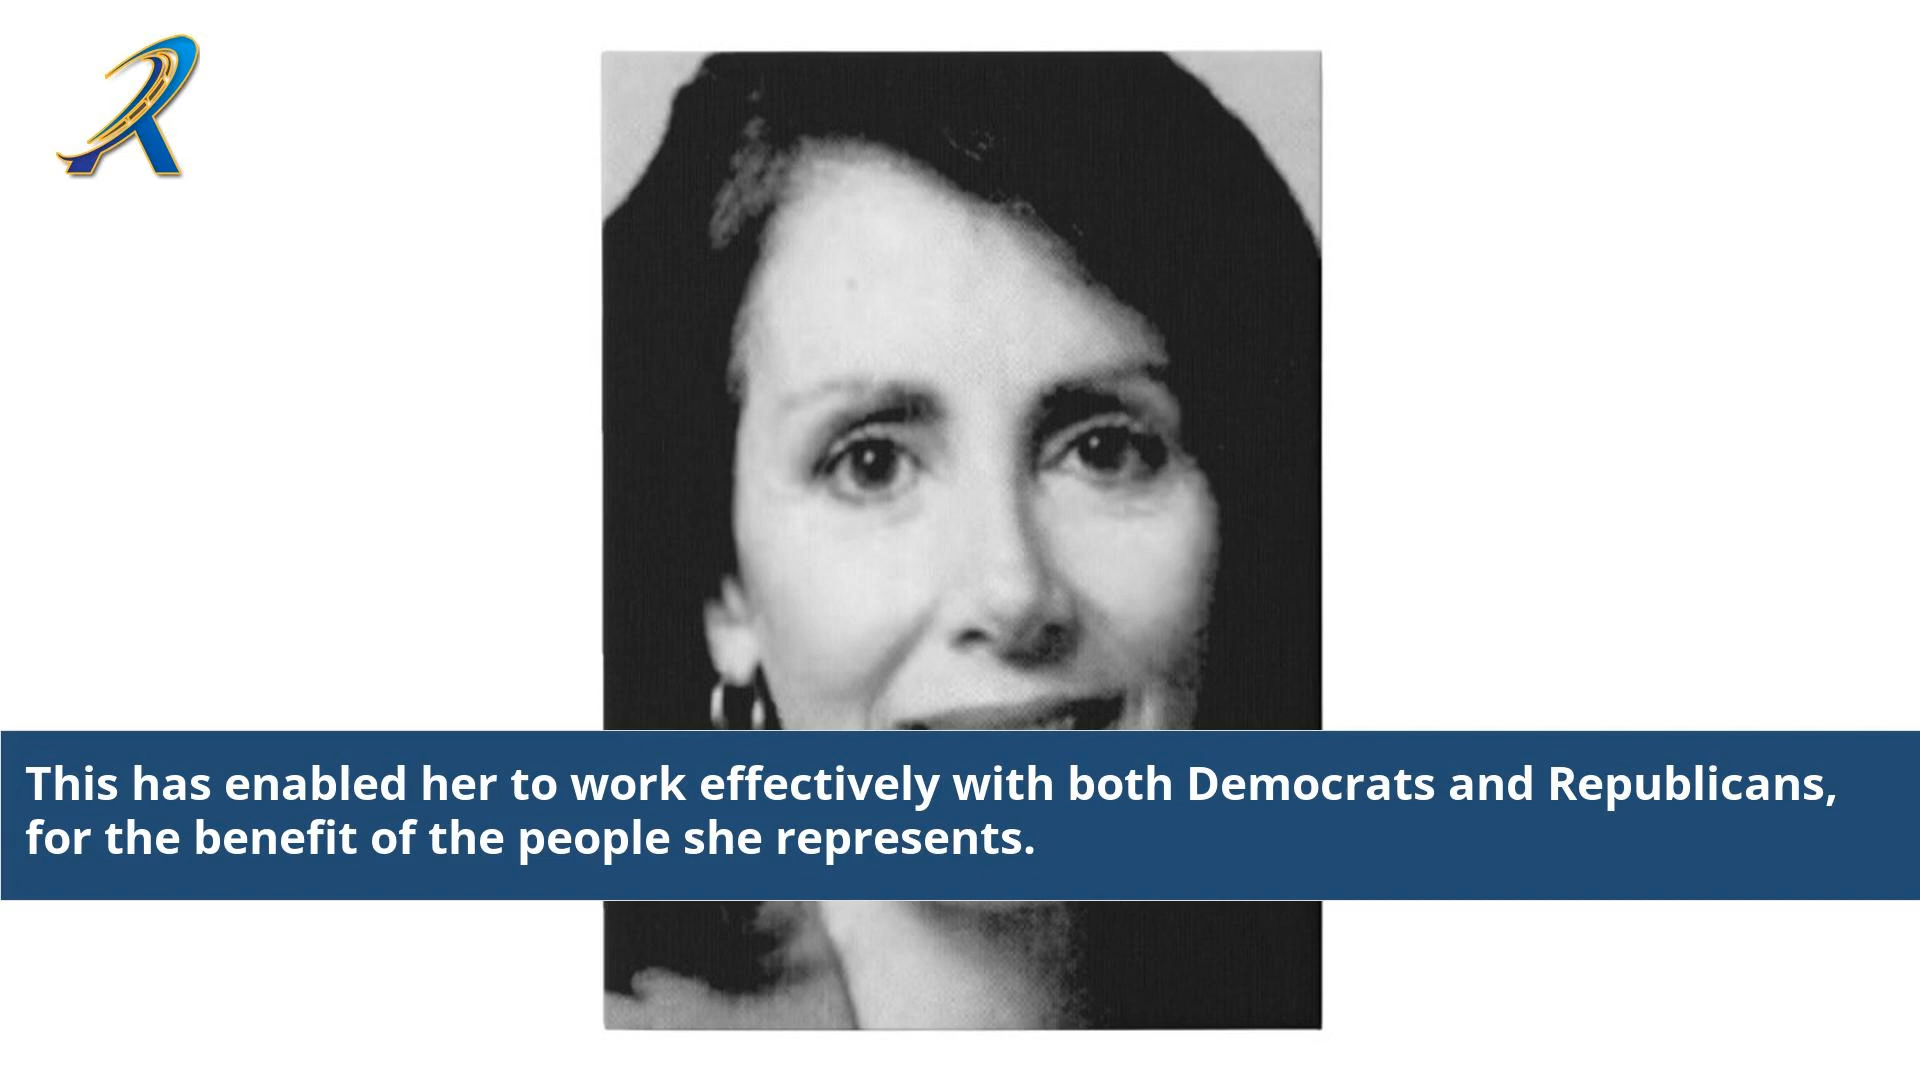 This has enabled her to work effectively with both Democrats and Republicans,
for the benefit of the people she represents.